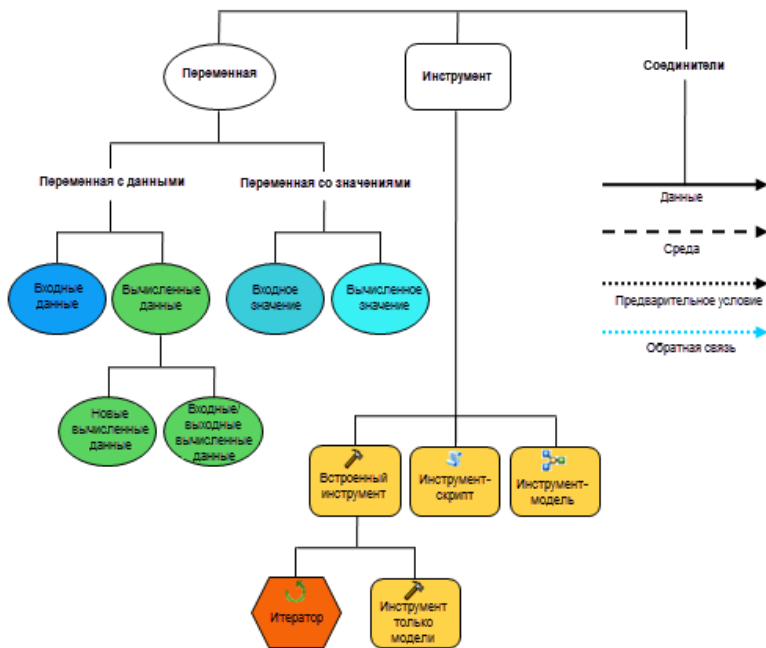 Переменная
Инструмент
Соединители
Переменная с данными
Переменная со значениями
Данные
Среда
Предварительное условие
Обратная связь
Входные
данные
Вычисленные
данные
Входное
значение
Вычисленное
значение
Новые
вычисленные
данные
Входные/
выходные
вычисленные
данные
Встроенный
инструмент
Инструмент-
скрипт
Инструмент-
модель
Итератор
Инструмент
только
модели